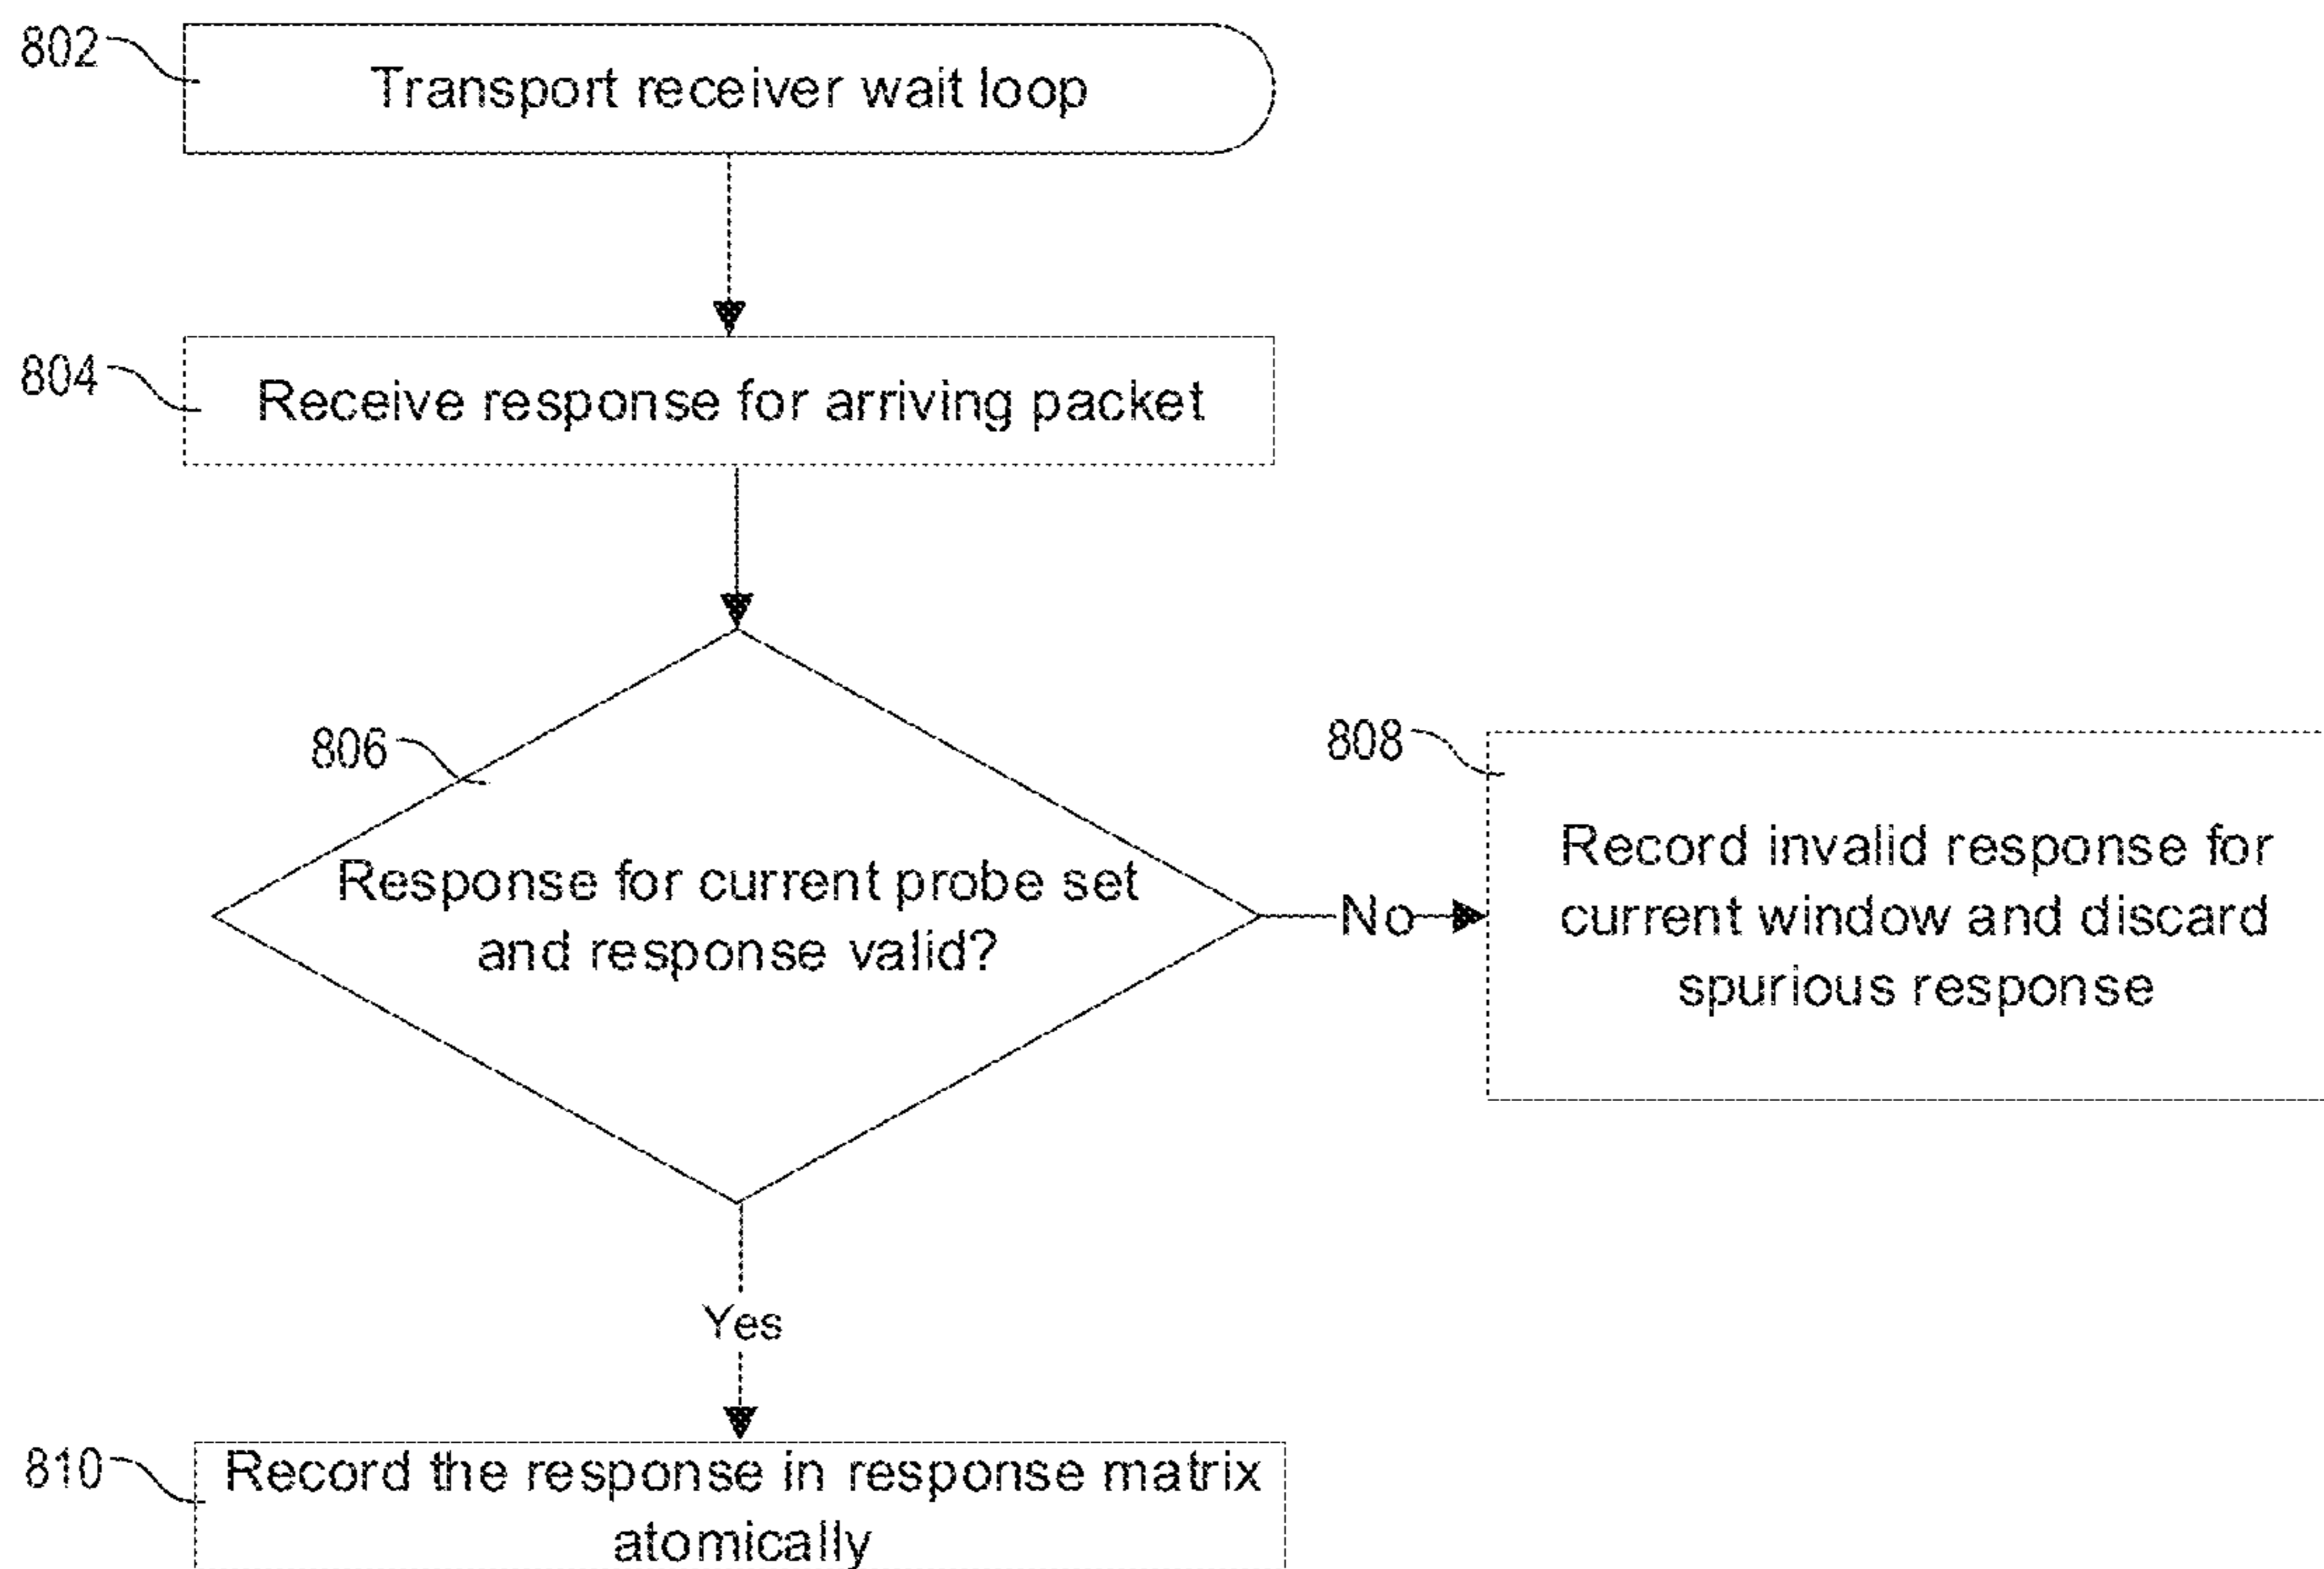 802
Transport receiver wait loop
804
Receive response for arriving packet
806
Response for current probe set
and response valid?
No
808
Record invalid response for
current window and discard
spurious response
Yes
810
Record the response in response matrix
atomically